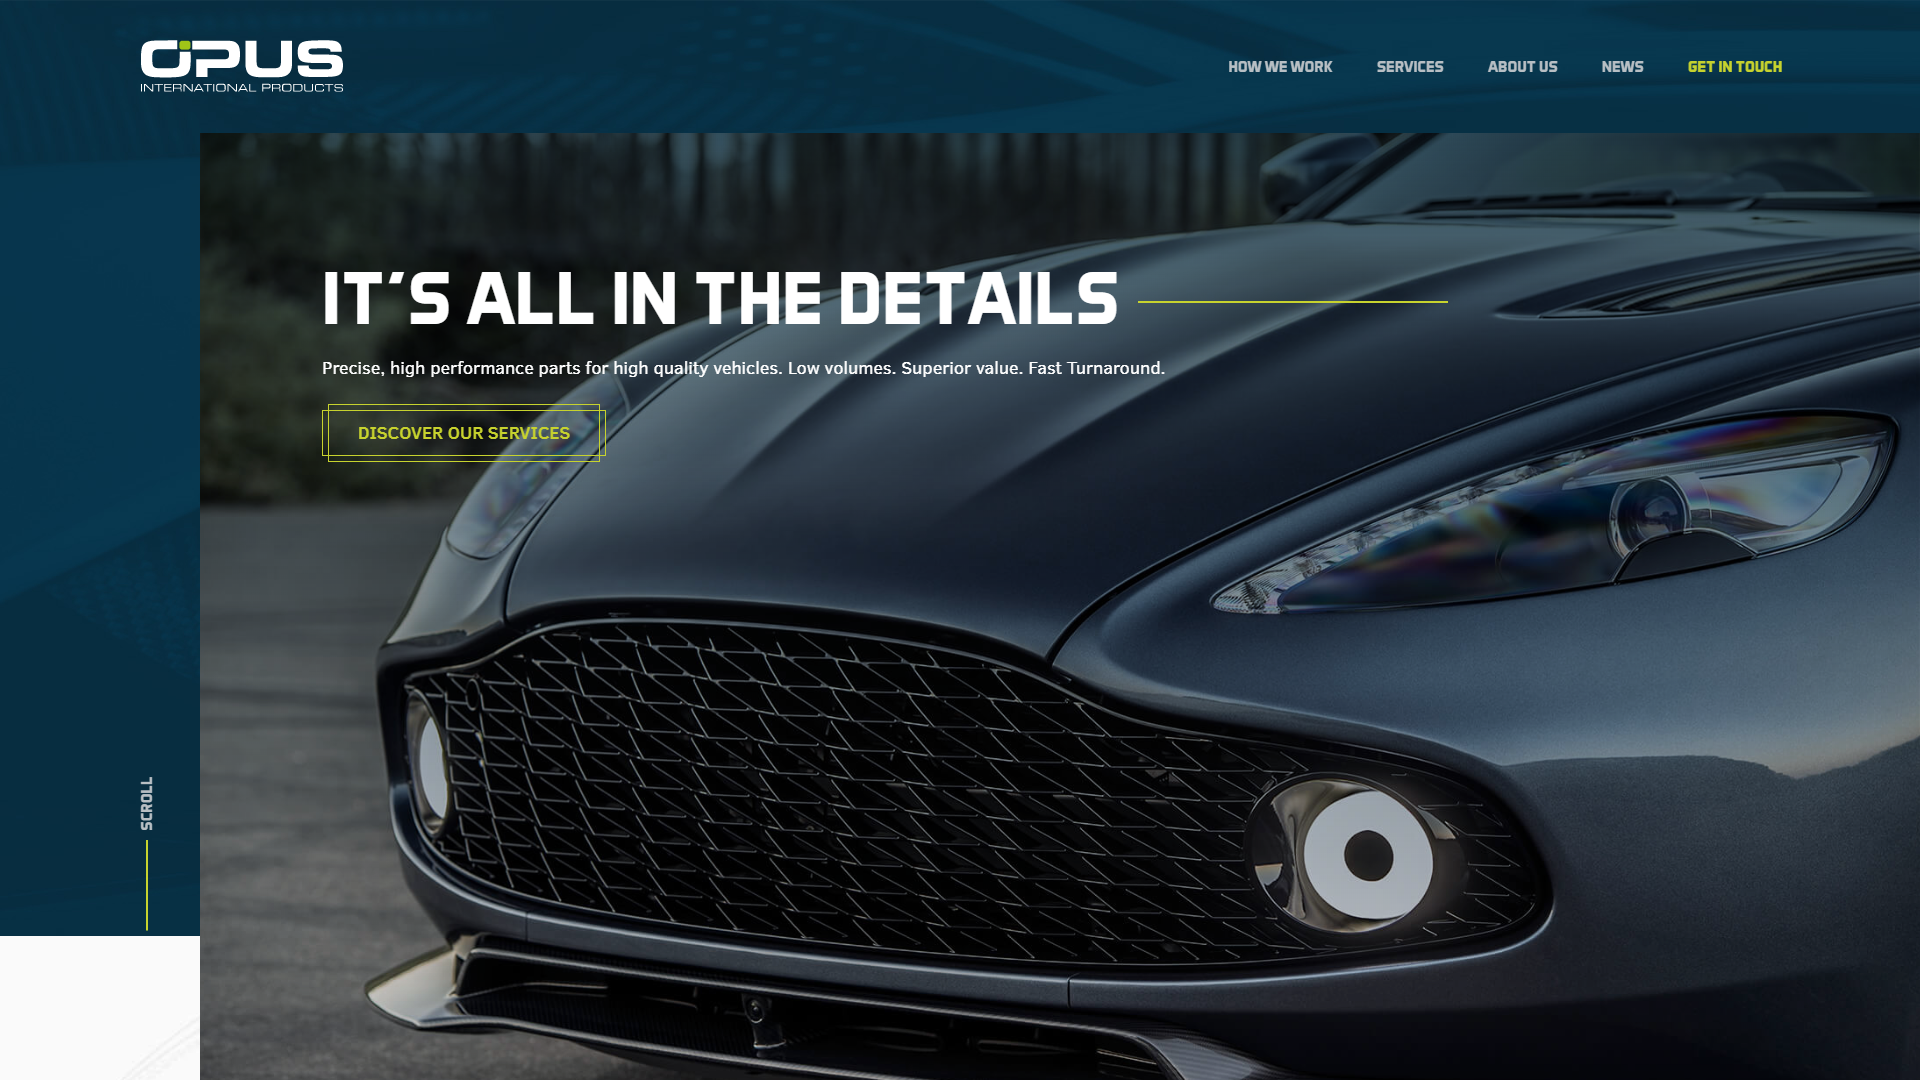 OPUS
INTERNATIONAL PRODUCTS
HOW WE WORK
SERVICES
ABOUT US
NEWS
GET IN TOUCH
IT'S ALL IN THE DETAILS
Precise, high performance parts for high quality vehicles. Low volumes. Superior value. Fast Turnaround.
DISCOVER OUR SERVICES
SCROLL